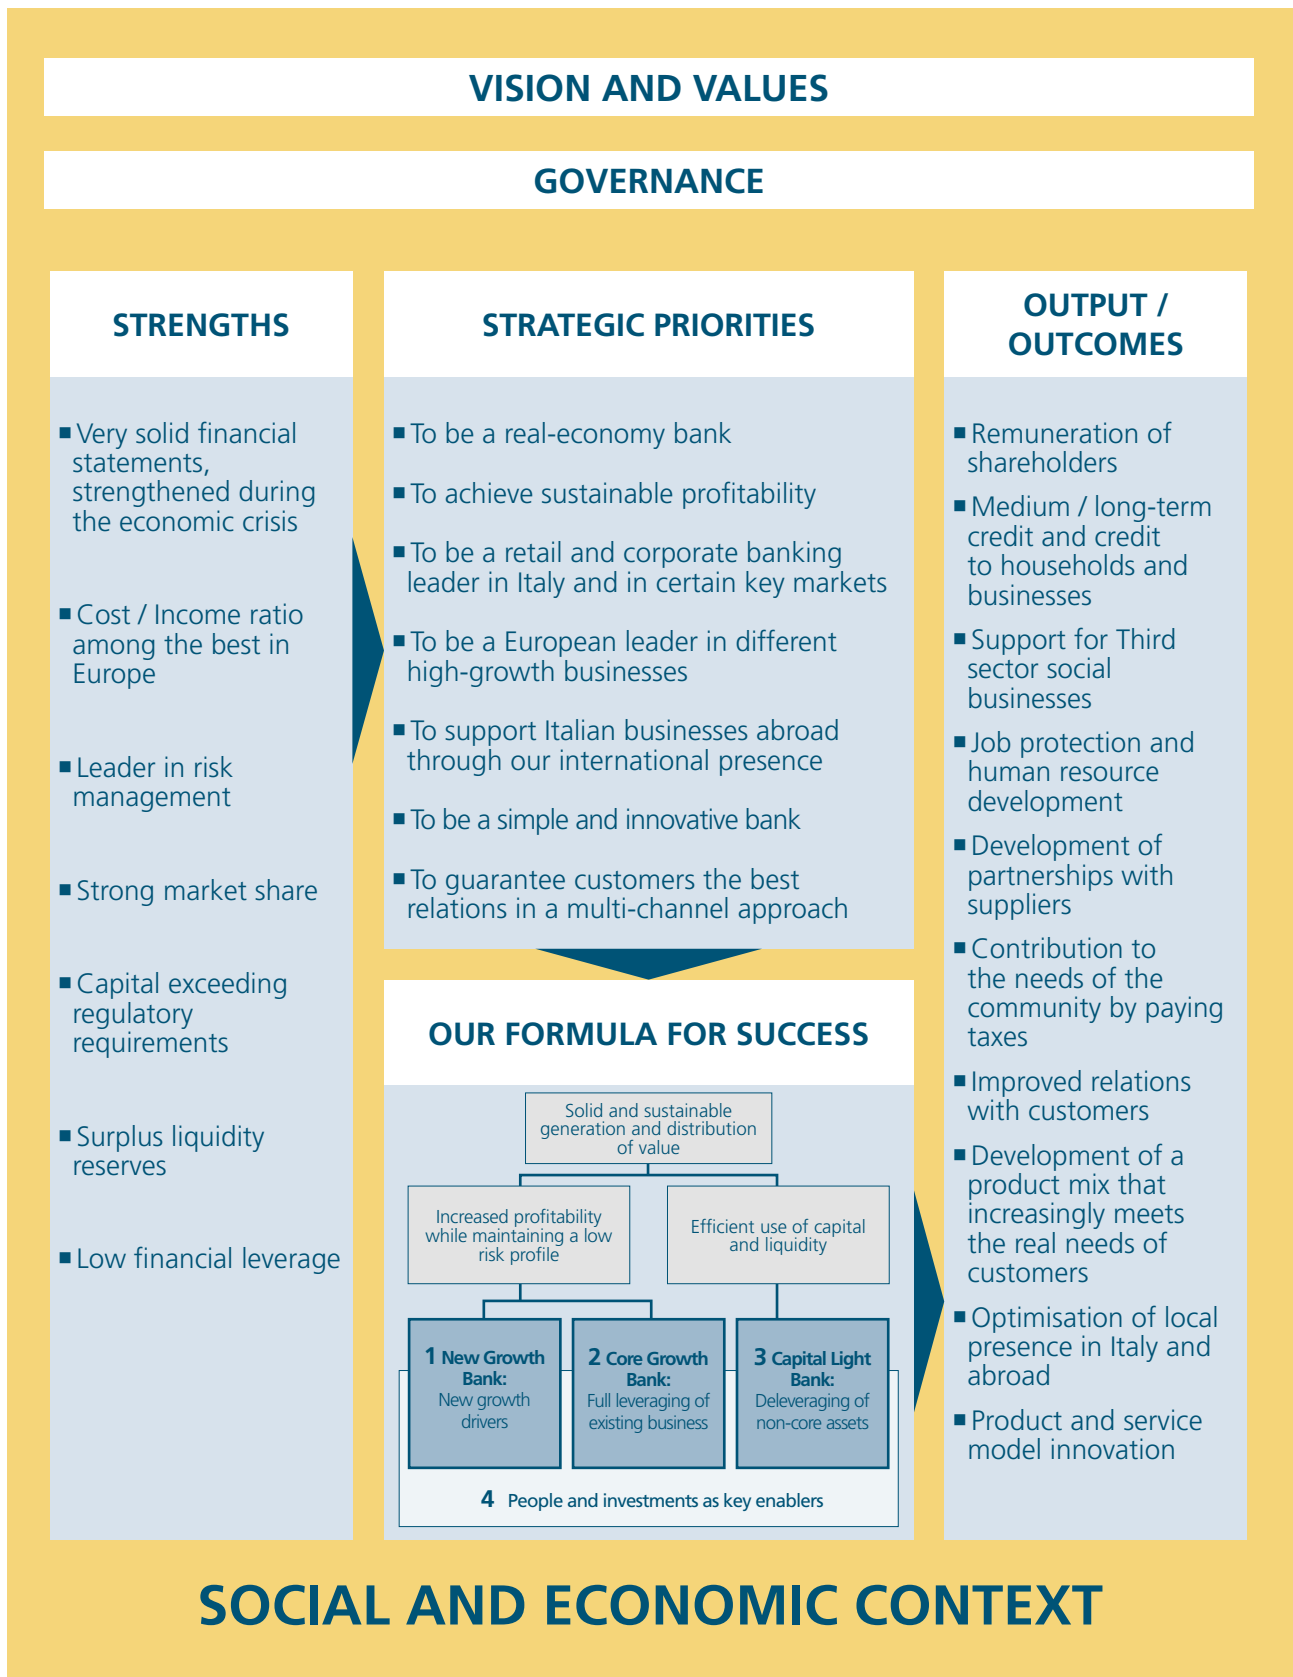 VISION AND VALUES
GOVERNANCE
STRENGTHS
■ Very solid financial
statements,
strengthened during
the economic crisis
■ Cost / Income ratio
among the best in
Europe
■ Leader in risk
management
■ Strong market share
■ Capital exceeding
regulatory
requirements
■ Surplus liquidity
reserves
■ Low financial leverage
STRATEGIC PRIORITIES
■ To be a real-economy bank
■ To achieve sustainable profitability
■ To be a retail and corporate banking
leader in Italy and in certain key markets
■ To be a European leader in different
high-growth businesses
■ To support Italian businesses abroad
through our international presence
■ To be a simple and innovative bank
■ To guarantee customers the best
relations in a multi-channel approach
OUR FORMULA FOR SUCCESS
Solid and sustainable
generation and distribution
of value
Increased profitability
while maintaining a low
risk profile
Efficient use of capital
and liquidity
1 New Growth
Bank:
New growth
drivers
2 Core Growth
Bank:
Full leveraging of
existing business
3 Capital Light
Bank:
Deleveraging of
non-core assets
4 People and investments as key enablers
OUTPUT /
OUTCOMES
■ Remuneration of
shareholders
■ Medium / long-term
credit and credit
to households and
businesses
■ Support for Third
sector social
businesses
■ Job protection and
human resource
development
■ Development of
partnerships with
suppliers
■ Contribution to
the needs of the
community by paying
taxes
■ Improved relations
with customers
■ Development of a
product mix that
increasingly meets
the real needs of
customers
■ Optimisation of local
presence in Italy and
abroad
■ Product and service
model innovation
SOCIAL AND ECONOMIC CONTEXT